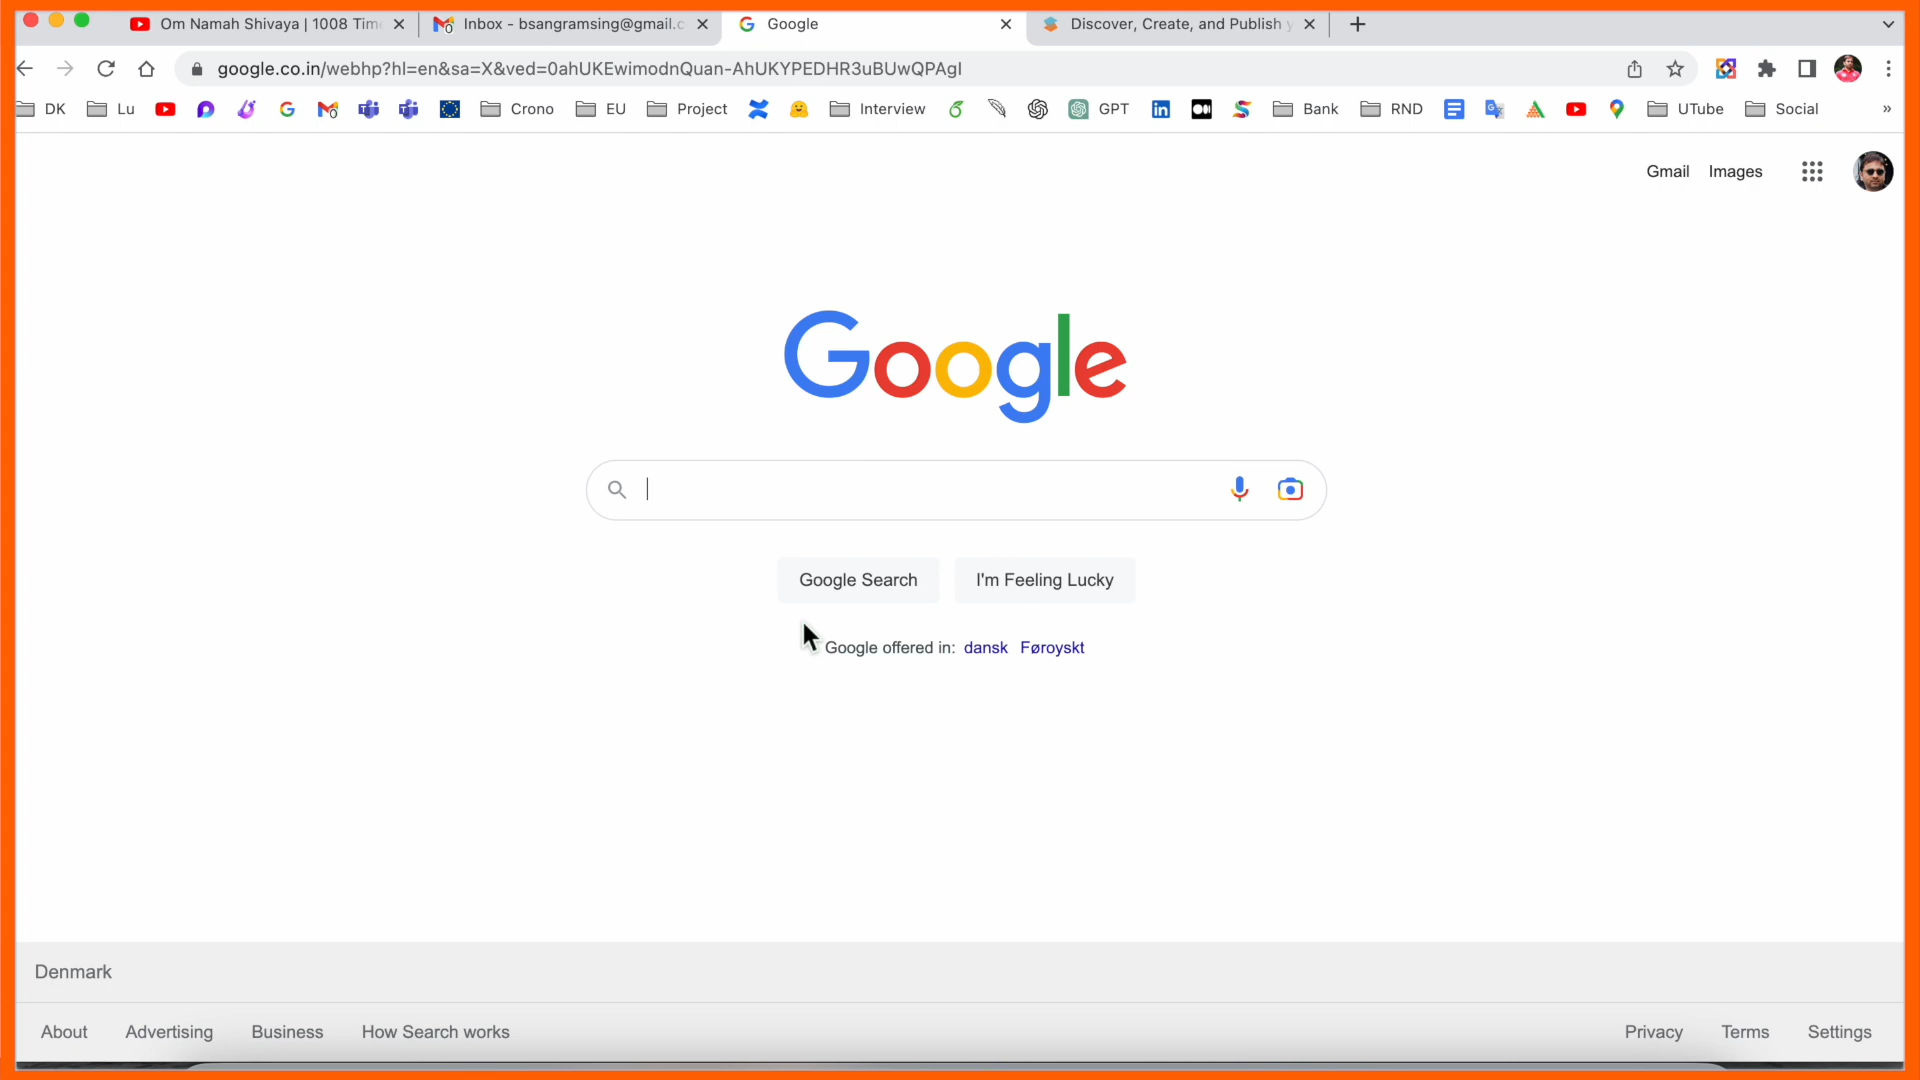 Om Namah Shivaya | 1008 Tim
Inbox - bsangramsing@gmail.c
Google
Discover, Create, and Publish y
google.co.in/webhp?hl=en&sa=X&ved=0ahUKEwimodnQuan-AhUKYPEDHR3uBUwQPAgI
DK
Lu
Crono
EU
Project
Interview
GPT
Bank
RND
UTube
Social
Gmail
Images
Google
Google Search
I'm Feeling Lucky
Google offered in: dansk Føroyskt
Denmark
About
Advertising
Business
How Search works
Privacy
Terms
Settings